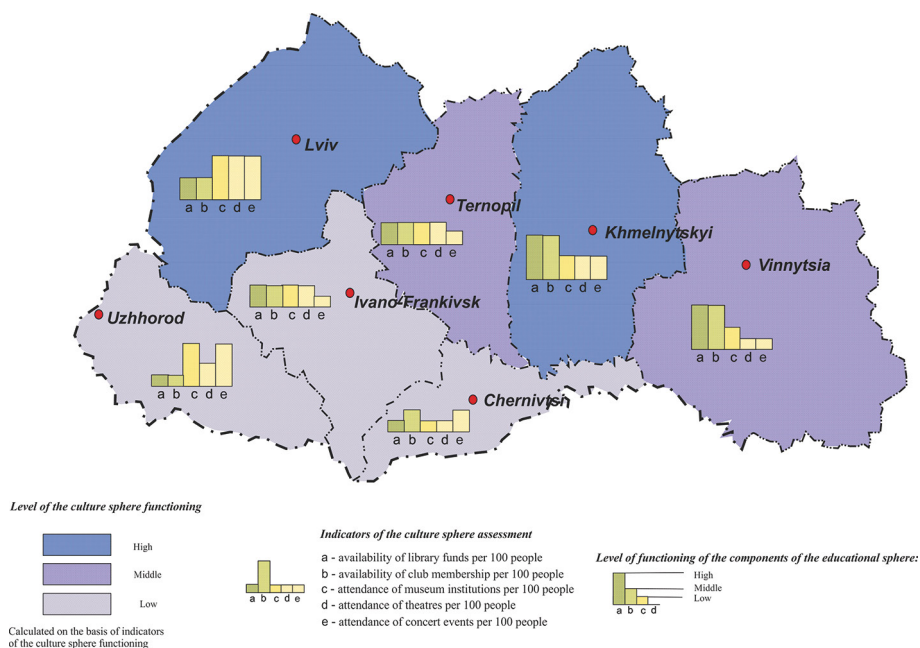 Lviv
a b c d e
Ternopil
a b c d e
Khmelnytskyi
a b c d e
Vinnytsia
a b c d e
Ivano-Frankivsk
a b c d e
Uzhhorod
a b c d e
Chernivtsi
a b c d e
Level of the culture sphere functioning
High
Middle
Low
Calculated on the basis of indicators
of the culture sphere functioning
Indicators of the culture sphere assessment
a - availability of library funds per 100 people
b - availability of club membership per 100 people
c - attendance of museum institutions per 100 people
d - attendance of theatres per 100 people
e - attendance of concert events per 100 people
a b c d e
Level of functioning of the components of the educational sphere:
High
Middle
Low
a b c d